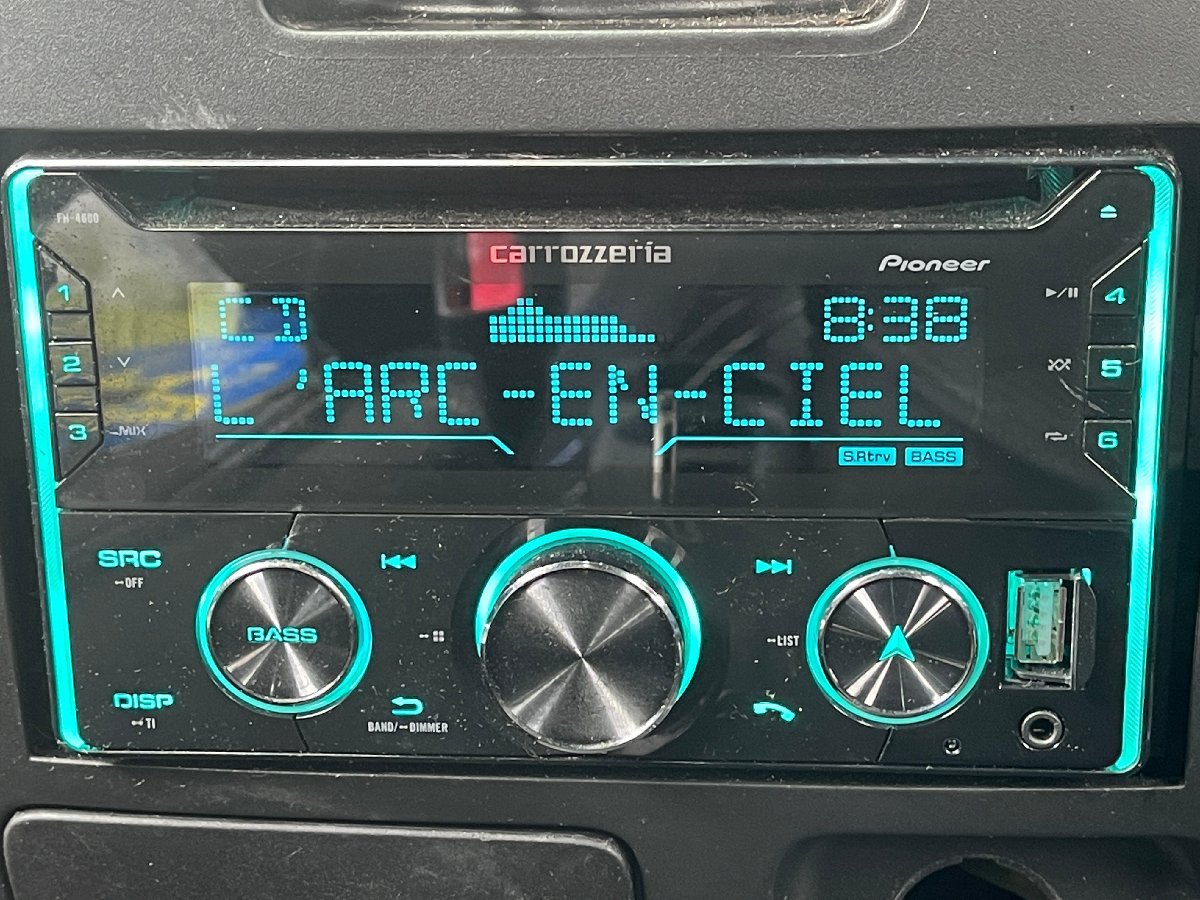 FH-4600
carrozzeria
Pioneer
CD 8:38
L'ARC-EN-CIEL
S.Rtrv BASS
1
2
3 MIX
4
5
6
SRC
OFF
BASS
LIST
DISP
TI
BAND/ DIMMER